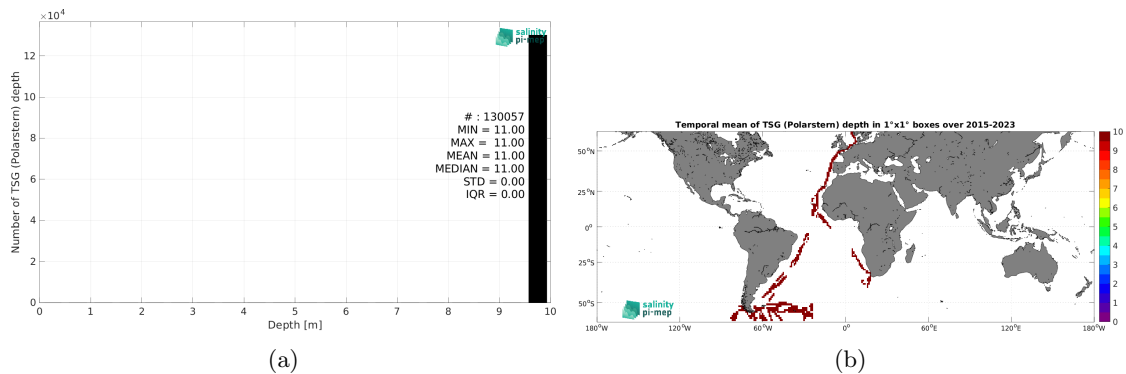 ×10⁴
Number of TSG (Polarstern) depth
12
10
8
6
4
2
0
salinity
pi-mep
# : 130057
MIN = 11.00
MAX = 11.00
MEAN = 11.00
MEDIAN = 11.00
STD = 0.00
IQR = 0.00
0 1 2 3 4 5 6 7 8 9 10
Depth [m]
(a)
Temporal mean of TSG (Polarstern) depth in 1°x1° boxes over 2015-2023
50°N
25°N
0°
25°S
50°S
salinity
pi-mep
180°W 120°W 60°W 0° 60°E 120°E 180°W
10
9
8
7
6
5
4
3
2
1
0
(b)